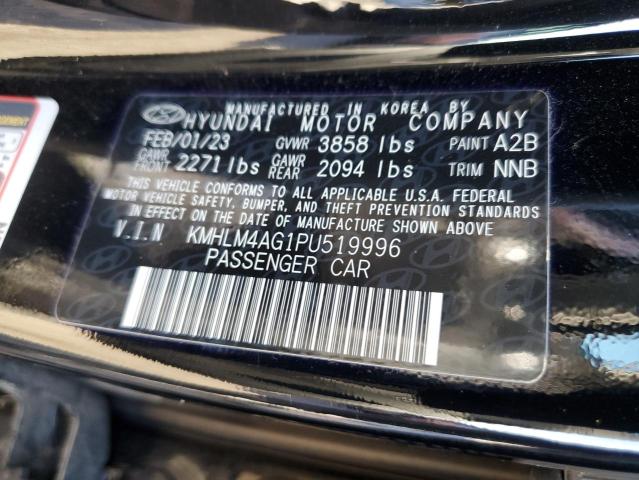 MANUFACTURED IN KOREA BY
HYUNDAI MOTOR COMPANY
FEB/01/23 GVWR 3858 lbs PAINT A2B
GAWR FRONT 2271 lbs GAWR REAR 2094 lbs TRIM NNB
THIS VEHICLE CONFORMS TO ALL APPLICABLE U.S.A. FEDERAL
MOTOR VEHICLE SAFETY, BUMPER, AND THEFT PREVENTION STANDARDS
IN EFFECT ON THE DATE OF MANUFACTURE SHOWN ABOVE.
V.I.N KMHLM4AG1PU519996
PASSENGER CAR